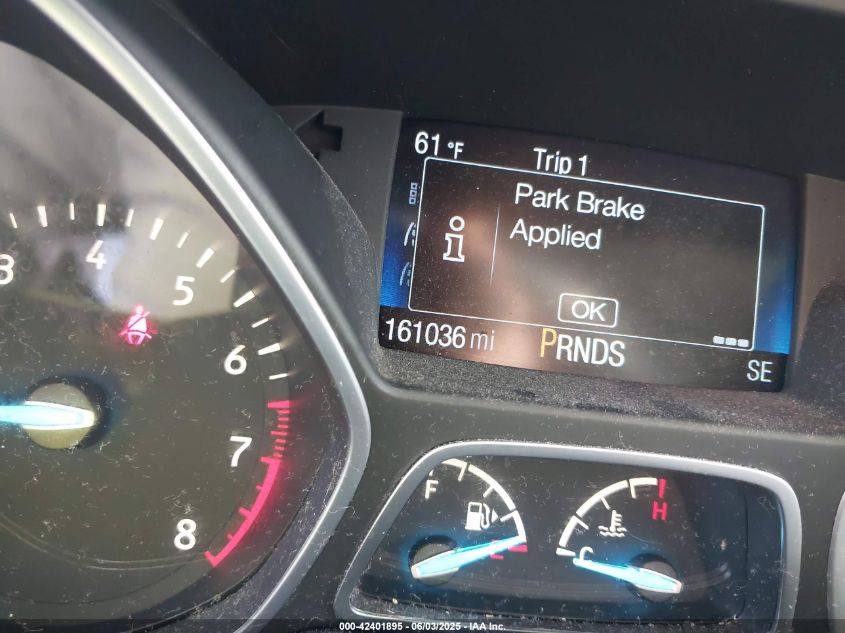 61 °F Trip 1
Park Brake
Applied
OK
161036 mi PRNDS
SE
3
4
5
6
7
8
F
E
H
C
000-42401895 - 06/03/2025 - IAA Inc.